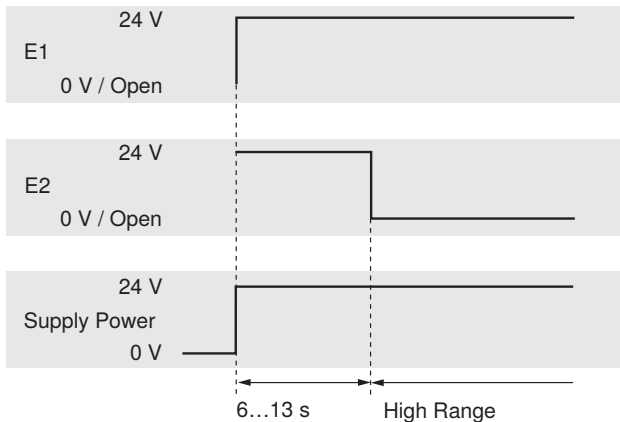 24 V
E1
0 V / Open
24 V
E2
0 V / Open
24 V
Supply Power
0 V
6…13 s
High Range